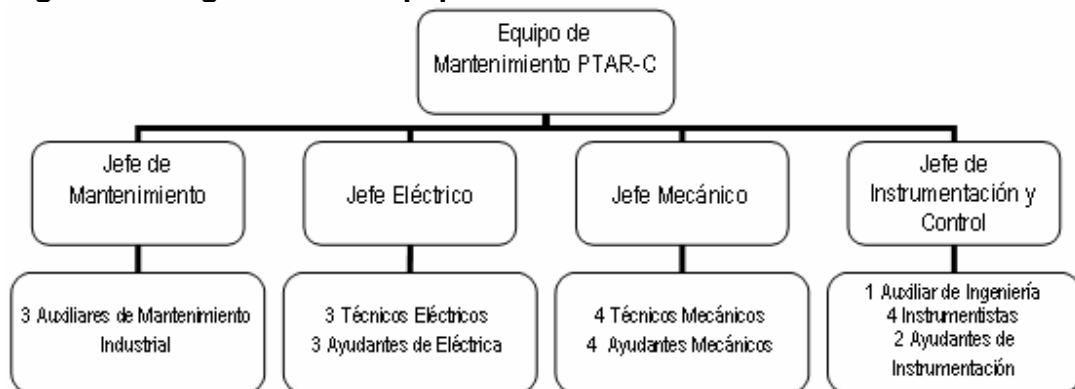 Equipo de
Mantenimiento PTAR-C
Jefe de
Mantenimiento
Jefe Eléctrico
Jefe Mecánico
Jefe de
Instrumentación y
Control
3 Auxiliares de Mantenimiento
Industrial
3 Técnicos Eléctricos
3 Ayudantes de Eléctrica
4 Técnicos Mecánicos
4 Ayudantes Mecánicos
1 Auxiliar de Ingeniería
4 Instrumentistas
2 Ayudantes de
Instrumentación